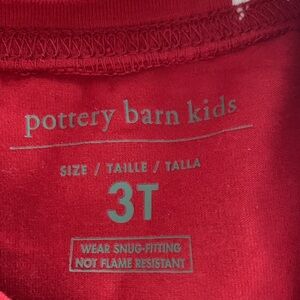 pottery barn kids
SIZE / TAILLE / TALLA
3T
WEAR SNUG-FITTING
NOT FLAME RESISTANT